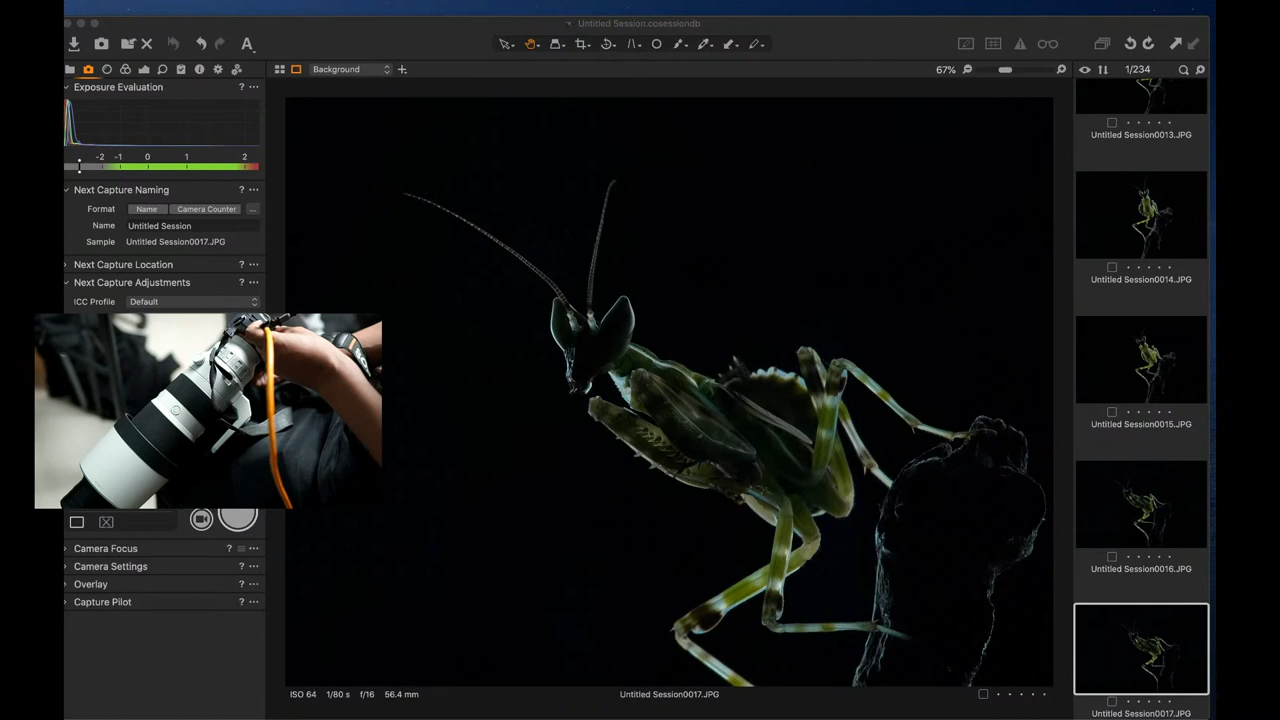 Untitled Session.cosessiondb
Background
67%
1/234
Exposure Evaluation
-2 -1 0 1 2
Next Capture Naming
Format Name Camera Counter ...
Name Untitled Session
Sample Untitled Session0017.JPG
Next Capture Location
Next Capture Adjustments
ICC Profile Default
Camera Focus
Camera Settings
Overlay
Capture Pilot
ISO 64 1/80 s f/16 56.4 mm
Untitled Session0017.JPG
Untitled Session0013.JPG
Untitled Session0014.JPG
Untitled Session0015.JPG
Untitled Session0016.JPG
Untitled Session0017.JPG